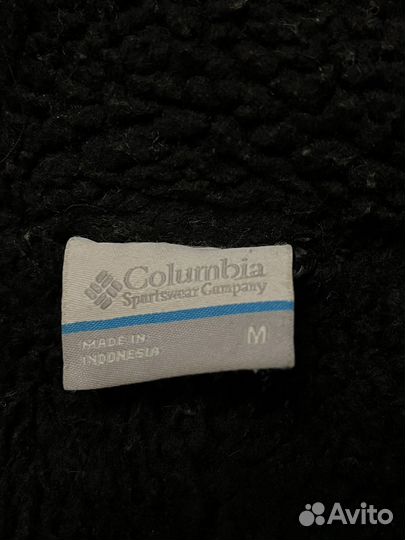 Columbia
Sportswear Company
MADE IN
INDONESIA
M
Avito